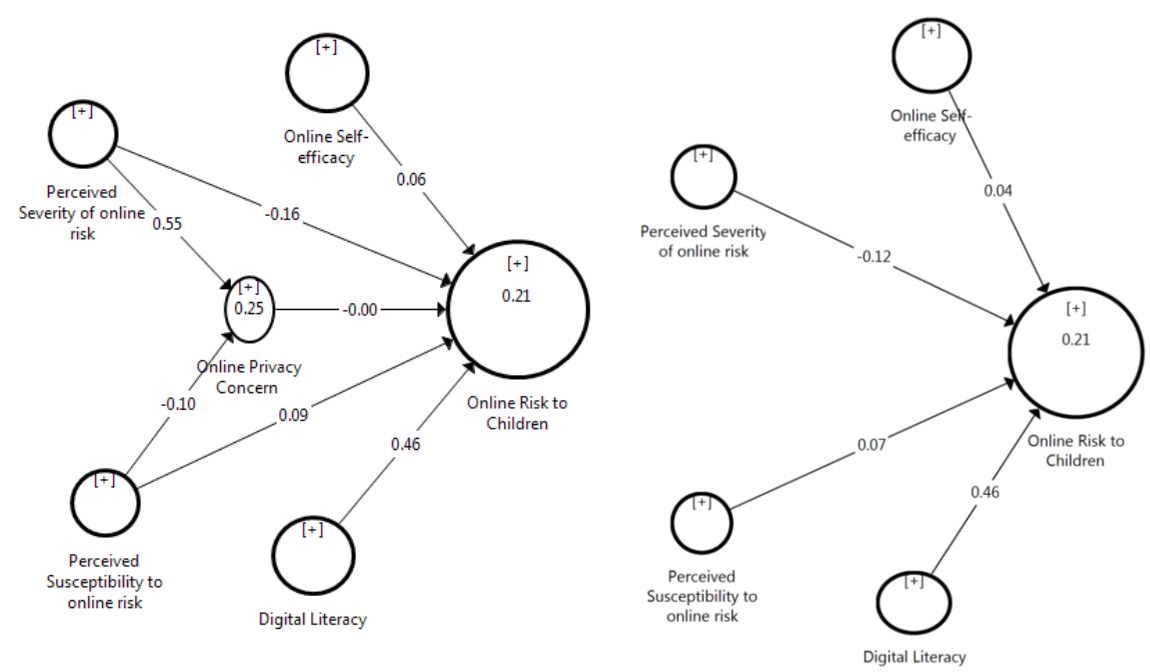 [+]
Online Self-
efficacy
[+]
Perceived
Severity of online
risk
0.06
-0.16
0.55
[+]
0.25
Online Privacy
Concern
-0.00
[+]
0.21
Online Risk to
Children
-0.10
0.09
0.46
[+]
Perceived
Susceptibility to
online risk
[+]
Digital Literacy
[+]
Online Self-
efficacy
[+]
Perceived Severity
of online risk
0.04
-0.12
[+]
0.21
Online Risk to
Children
0.07
0.46
[+]
Perceived
Susceptibility to
online risk
[+]
Digital Literacy